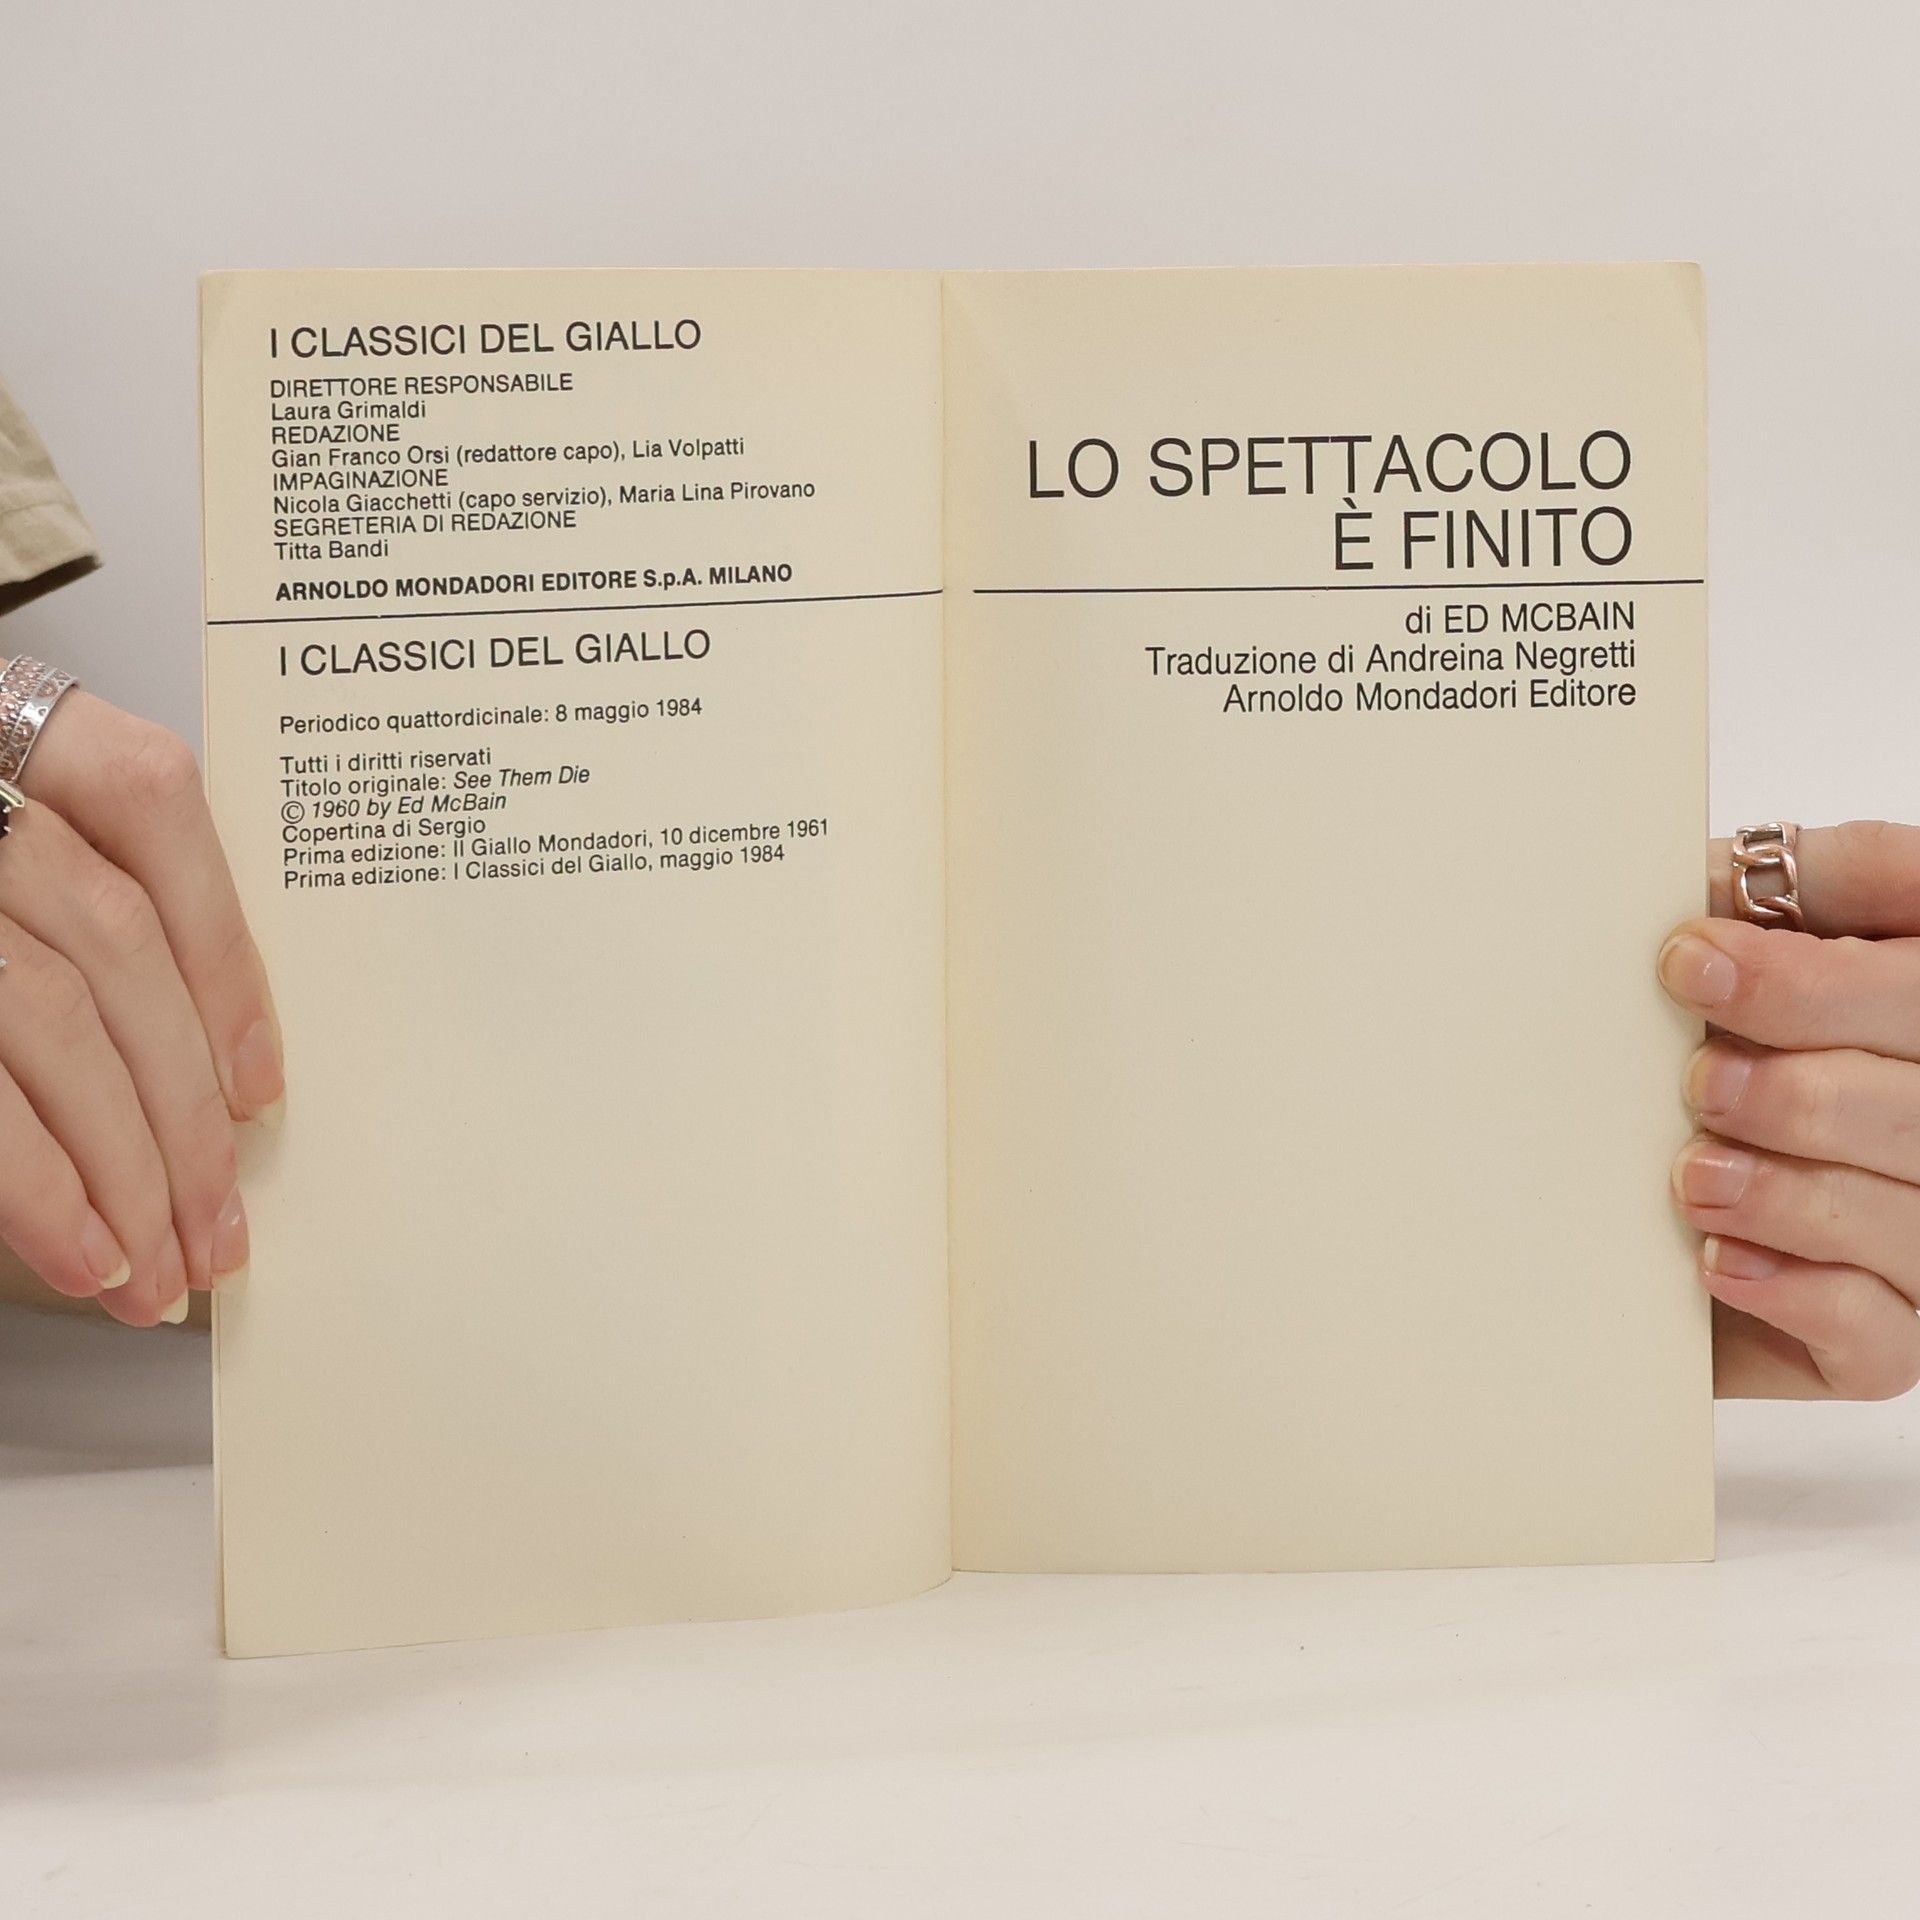 I CLASSICI DEL GIALLO
DIRETTORE RESPONSABILE
Laura Grimaldi
REDAZIONE
Gian Franco Orsi (redattore capo), Lia Volpatti
IMPAGINAZIONE
Nicola Giacchetti (capo servizio), Maria Lina Pirovano
SEGRETERIA DI REDAZIONE
Titta Bandi
ARNOLDO MONDADORI EDITORE S.p.A. MILANO
I CLASSICI DEL GIALLO
Periodico quattordicinale: 8 maggio 1984
Tutti i diritti riservati
Titolo originale: See Them Die
© 1960 by Ed McBain
Copertina di Sergio
Prima edizione: Il Giallo Mondadori, 10 dicembre 1961
Prima edizione: I Classici del Giallo, maggio 1984
LO SPETTACOLO
È FINITO
di ED MCBAIN
Traduzione di Andreina Negretti
Arnoldo Mondadori Editore